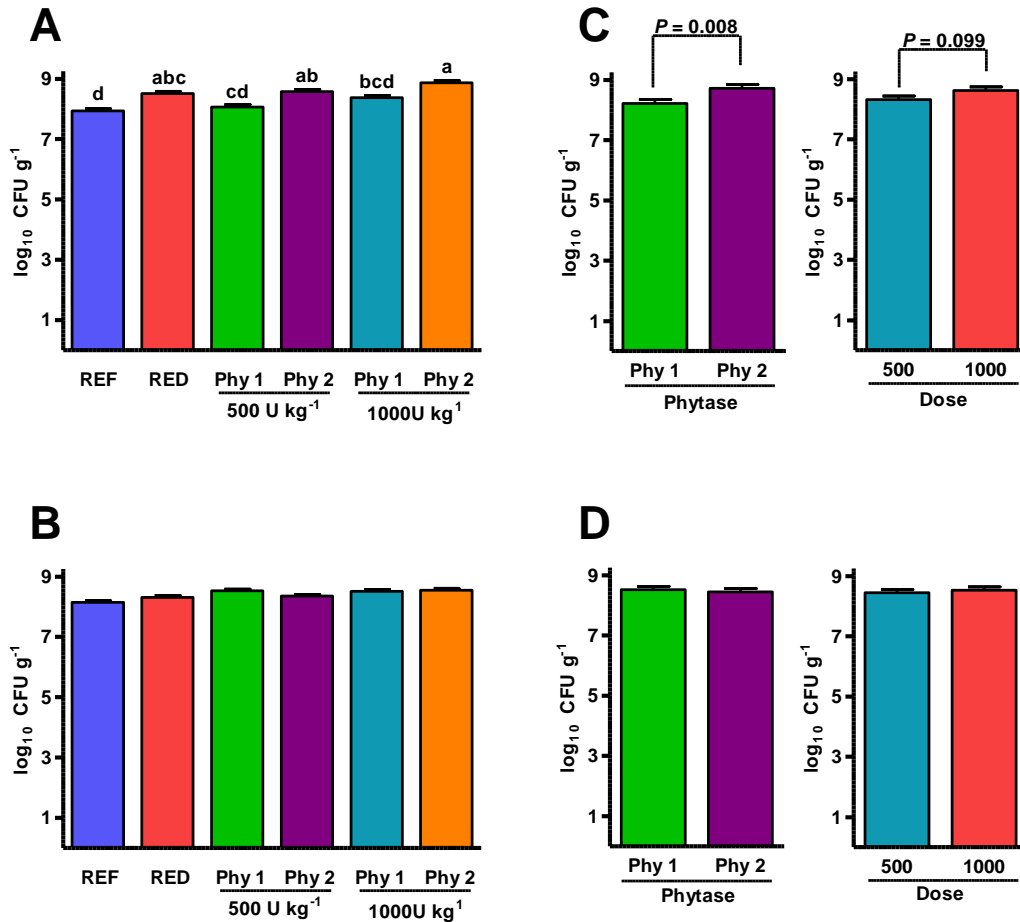 A
d abc cd ab bcd a
9
7
5
3
1
log₁₀ CFU g⁻¹
REF RED Phy 1 Phy 2 Phy 1 Phy 2
500 U kg⁻¹ 1000U kg¹
C
P = 0.008
9
7
5
3
1
log₁₀ CFU g⁻¹
Phy 1 Phy 2
Phytase
P = 0.099
9
7
5
3
1
log₁₀ CFU g⁻¹
500 1000
Dose
B
9
7
5
3
1
log₁₀ CFU g⁻¹
REF RED Phy 1 Phy 2 Phy 1 Phy 2
500 U kg⁻¹ 1000U kg¹
D
9
7
5
3
1
log₁₀ CFU g⁻¹
Phy 1 Phy 2
Phytase
9
7
5
3
1
log₁₀ CFU g⁻¹
500 1000
Dose